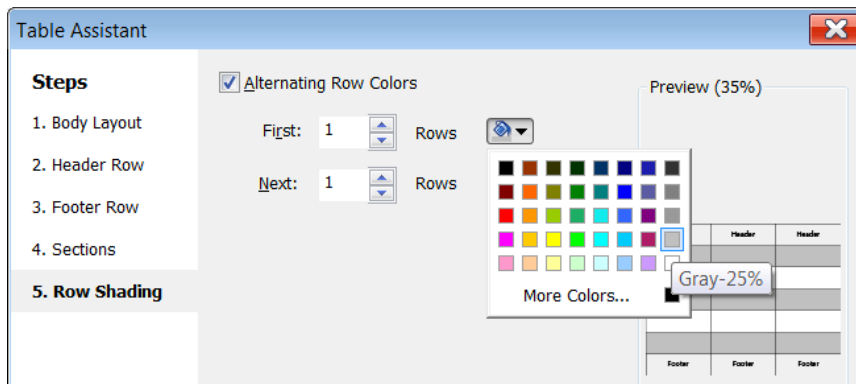 Table Assistant
Steps
1. Body Layout
2. Header Row
3. Footer Row
4. Sections
5. Row Shading
Alternating Row Colors
First: 1 Rows
Next: 1 Rows
More Colors...
Gray-25%
Preview (35%)
Header Header
Footer Footer Footer